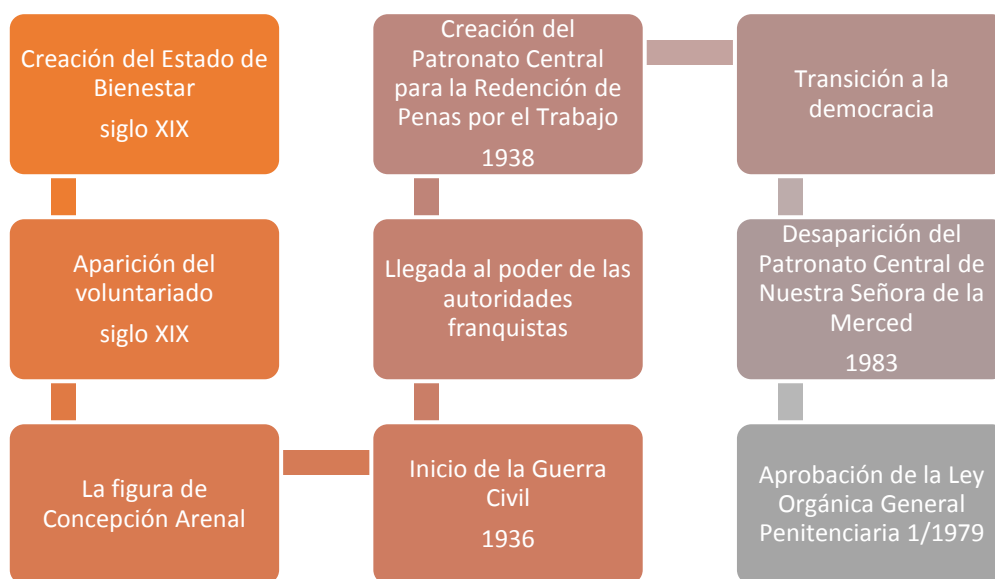 Creación del Estado de
Bienestar
siglo XIX
Aparición del
voluntariado
siglo XIX
La figura de
Concepción Arenal
Inicio de la Guerra
Civil
1936
Llegada al poder de las
autoridades
franquistas
Creación del
Patronato Central
para la Redención de
Penas por el Trabajo
1938
Transición a la
democracia
Desaparición del
Patronato Central de
Nuestra Señora de la
Merced
1983
Aprobación de la Ley
Orgánica General
Penitenciaria 1/1979